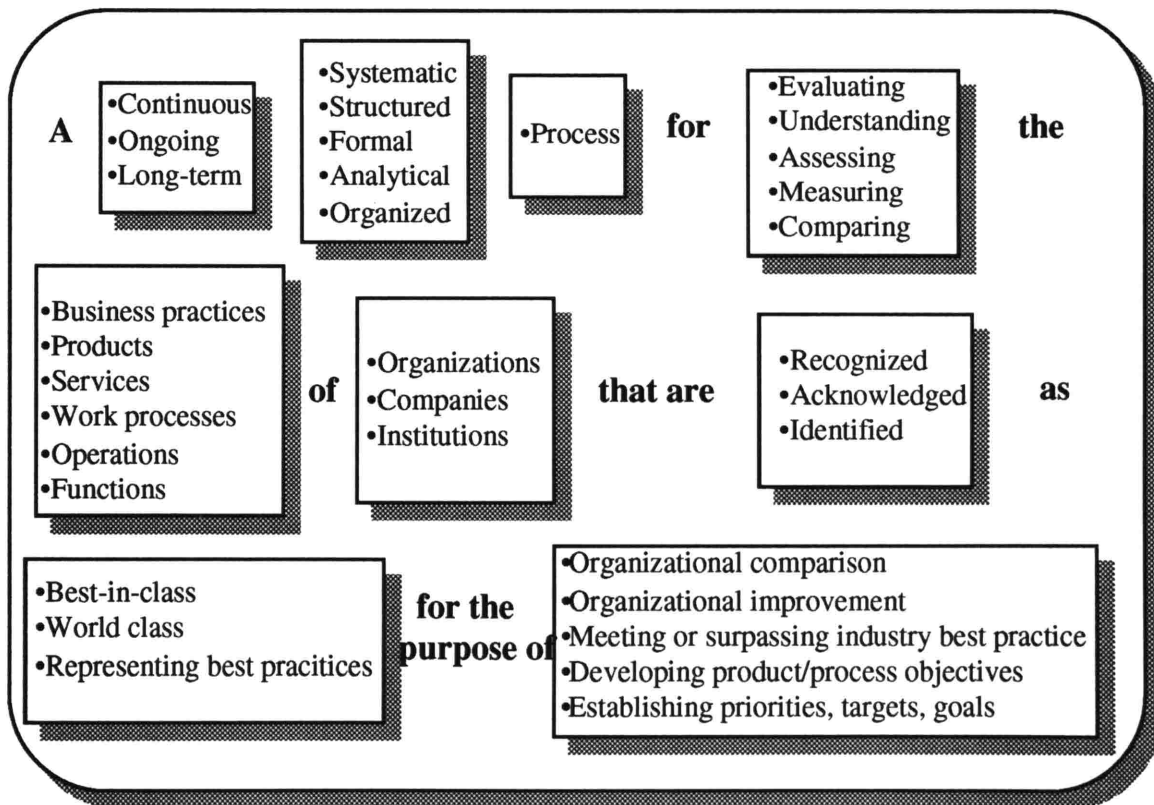 A
•Continuous
•Ongoing
•Long-term
•Systematic
•Structured
•Formal
•Analytical
•Organized
•Process
for
•Evaluating
•Understanding
•Assessing
•Measuring
•Comparing
the
•Business practices
•Products
•Services
•Work processes
•Operations
•Functions
of
•Organizations
•Companies
•Institutions
that are
•Recognized
•Acknowledged
•Identified
as
•Best-in-class
•World class
•Representing best pracitices
for the
purpose of
•Organizational comparison
•Organizational improvement
•Meeting or surpassing industry best practice
•Developing product/process objectives
•Establishing priorities, targets, goals